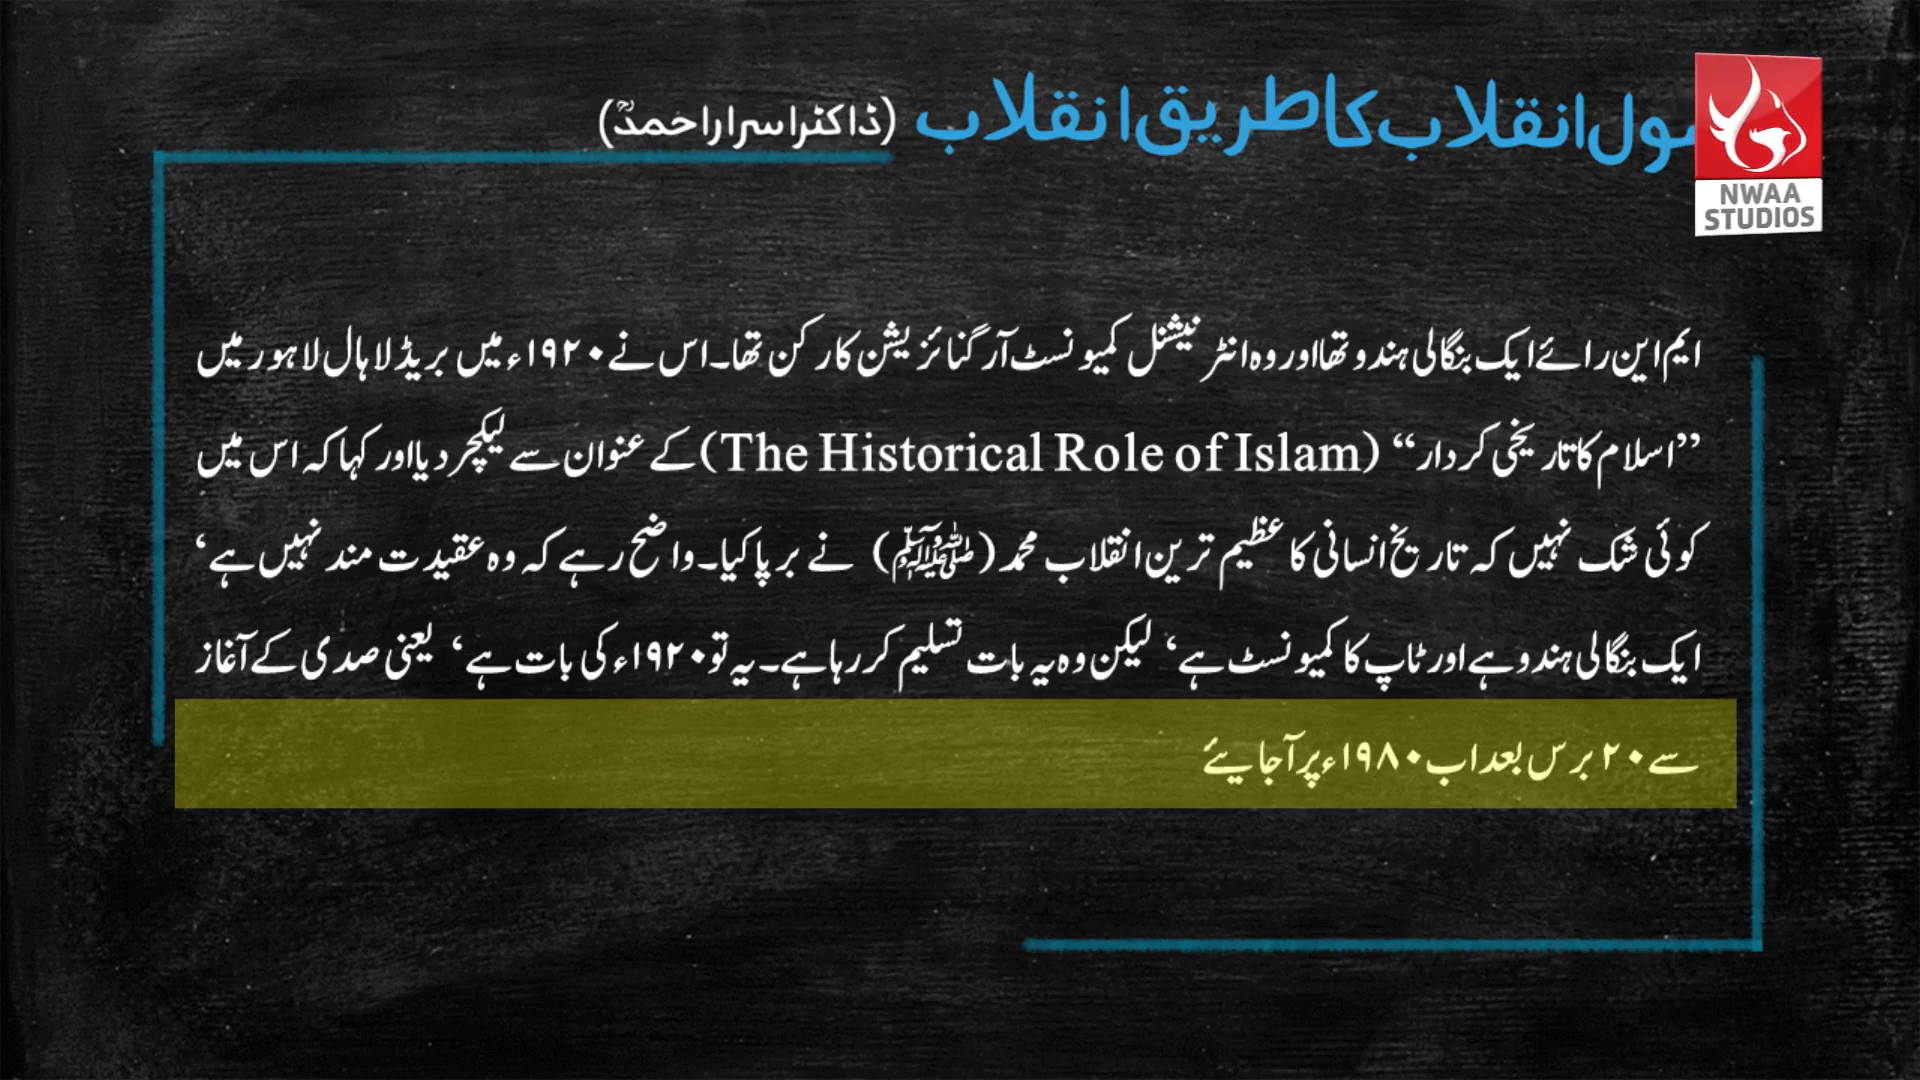 سول انقلاب کا طریق انقلاب (ڈاکٹر اسرار احمدؒ)
NWAA
STUDIOS
ایم این رائے ایک بنگالی ہندو تھا اور وہ انٹر نیشنل کمیونسٹ آرگنائزیشن کا رکن تھا۔ اس نے ۱۹۲۰ء میں بریڈلا ہال لاہور میں
”اسلام کا تاریخی کردار“ (The Historical Role of Islam) کے عنوان سے لیکچر دیا اور کہا کہ اس میں
کوئی شک نہیں کہ تاریخ انسانی کا عظیم ترین انقلاب محمد (ﷺ) نے برپا کیا۔ واضح رہے کہ وہ عقیدت مند نہیں ہے‘
ایک بنگالی ہندو ہے اور ٹاپ کا کمیونسٹ ہے‘ لیکن وہ یہ بات تسلیم کر رہا ہے۔ یہ تو ۱۹۲۰ء کی بات ہے‘ یعنی صدی کے آغاز
سے ۲۰ برس بعد اب ۱۹۸۰ء پر آجایئے